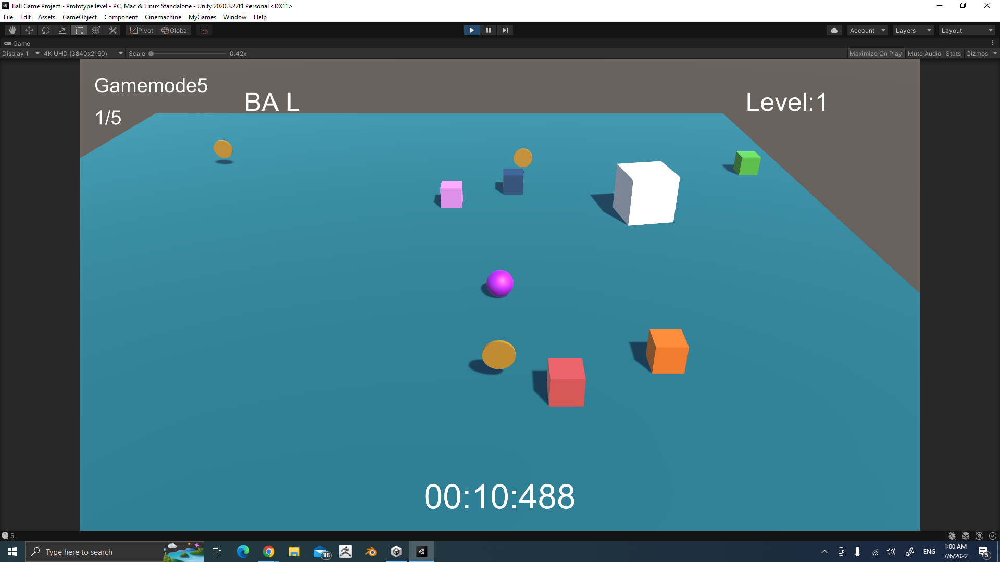 Ball Game Project - Prototype level - PC, Mac & Linux Standalone - Unity 2020.3.27f1 Personal <DX11>
File Edit Assets GameObject Component Cinemachine MyGames Window Help
Pivot Global Account Layers Layout
Game
Display 1 4K UHD (3840x2160) Scale 0.42x Maximize On Play Mute Audio Stats Gizmos
Gamemode5
BA L
Level:1
1/5
00:10:488
5
Type here to search
38
ENG
1:00 AM
7/6/2022
5